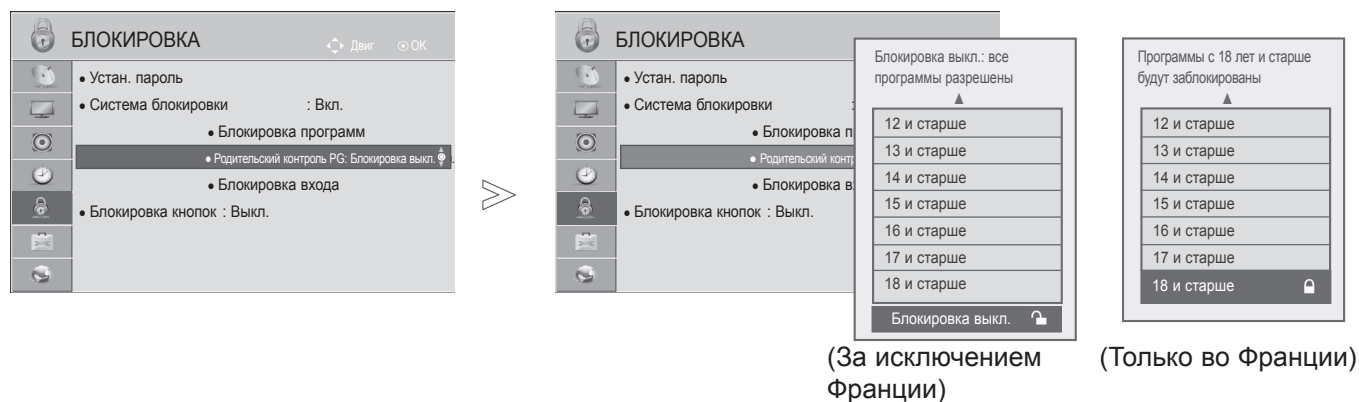 БЛОКИРОВКА
Двиг OK
• Устан. пароль
• Система блокировки : Вкл.
• Блокировка программ
• Родительский контроль PG: Блокировка выкл.
• Блокировка входа
• Блокировка кнопок : Выкл.
БЛОКИРОВКА
• Устан. пароль
• Система блокировки :
• Блокировка п
• Родительский контр
• Блокировка в
• Блокировка кнопок : Выкл.
Блокировка выкл.: все
программы разрешены
12 и старше
13 и старше
14 и старше
15 и старше
16 и старше
17 и старше
18 и старше
Блокировка выкл.
(За исключением
Франции)
Программы с 18 лет и старше
будут заблокированы
12 и старше
13 и старше
14 и старше
15 и старше
16 и старше
17 и старше
18 и старше
(Только во Франции)